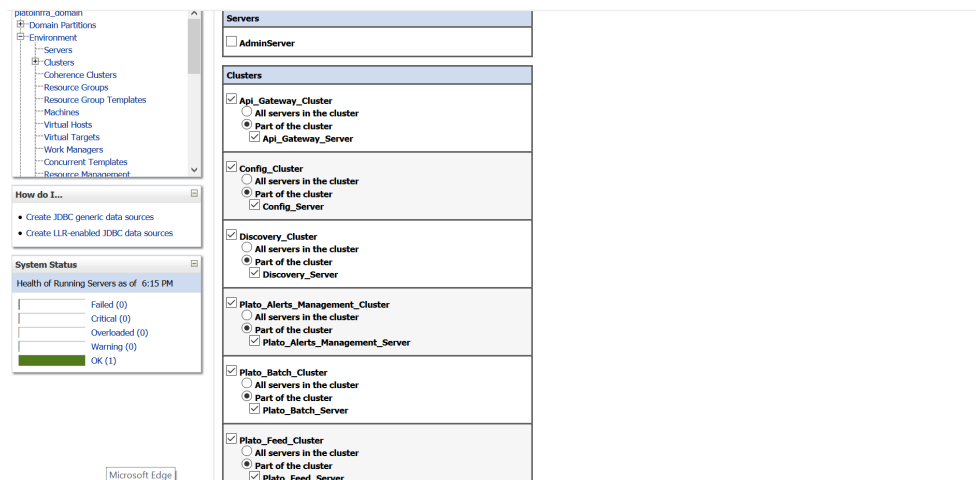 platoinfra_domain
Domain Partitions
Environment
Servers
Clusters
Coherence Clusters
Resource Groups
Resource Group Templates
Machines
Virtual Hosts
Virtual Targets
Work Managers
Concurrent Templates
Resource Management
How do I...
Create JDBC generic data sources
Create LLR-enabled JDBC data sources
System Status
Health of Running Servers as of 6:15 PM
Failed (0)
Critical (0)
Overloaded (0)
Warning (0)
OK (1)
Microsoft Edge
Servers
AdminServer
Clusters
Api_Gateway_Cluster
All servers in the cluster
Part of the cluster
Api_Gateway_Server
Config_Cluster
All servers in the cluster
Part of the cluster
Config_Server
Discovery_Cluster
All servers in the cluster
Part of the cluster
Discovery_Server
Plato_Alerts_Management_Cluster
All servers in the cluster
Part of the cluster
Plato_Alerts_Management_Server
Plato_Batch_Cluster
All servers in the cluster
Part of the cluster
Plato_Batch_Server
Plato_Feed_Cluster
All servers in the cluster
Part of the cluster
Plato_Feed_Server